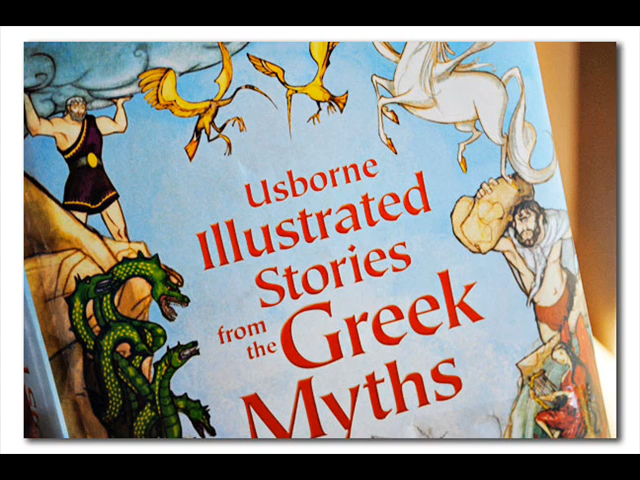 Usborne
Illustrated
Stories
from the Greek
Myths